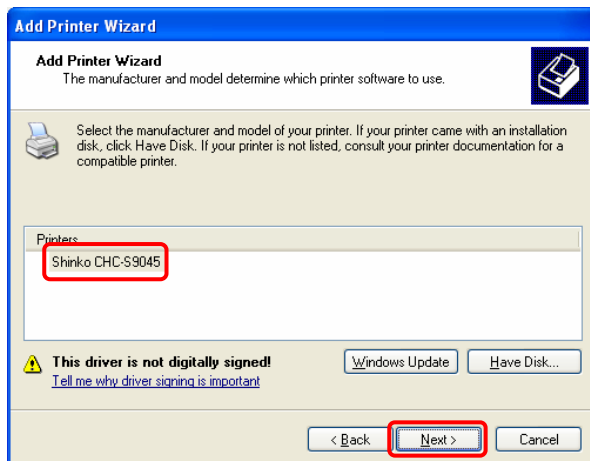 Add Printer Wizard
Add Printer Wizard
The manufacturer and model determine which printer software to use.
Select the manufacturer and model of your printer. If your printer came with an installation
disk, click Have Disk. If your printer is not listed, consult your printer documentation for a
compatible printer.
Printers
Shinko CHC-S9045
This driver is not digitally signed!
Windows Update
Have Disk...
Tell me why driver signing is important
< Back
Next >
Cancel